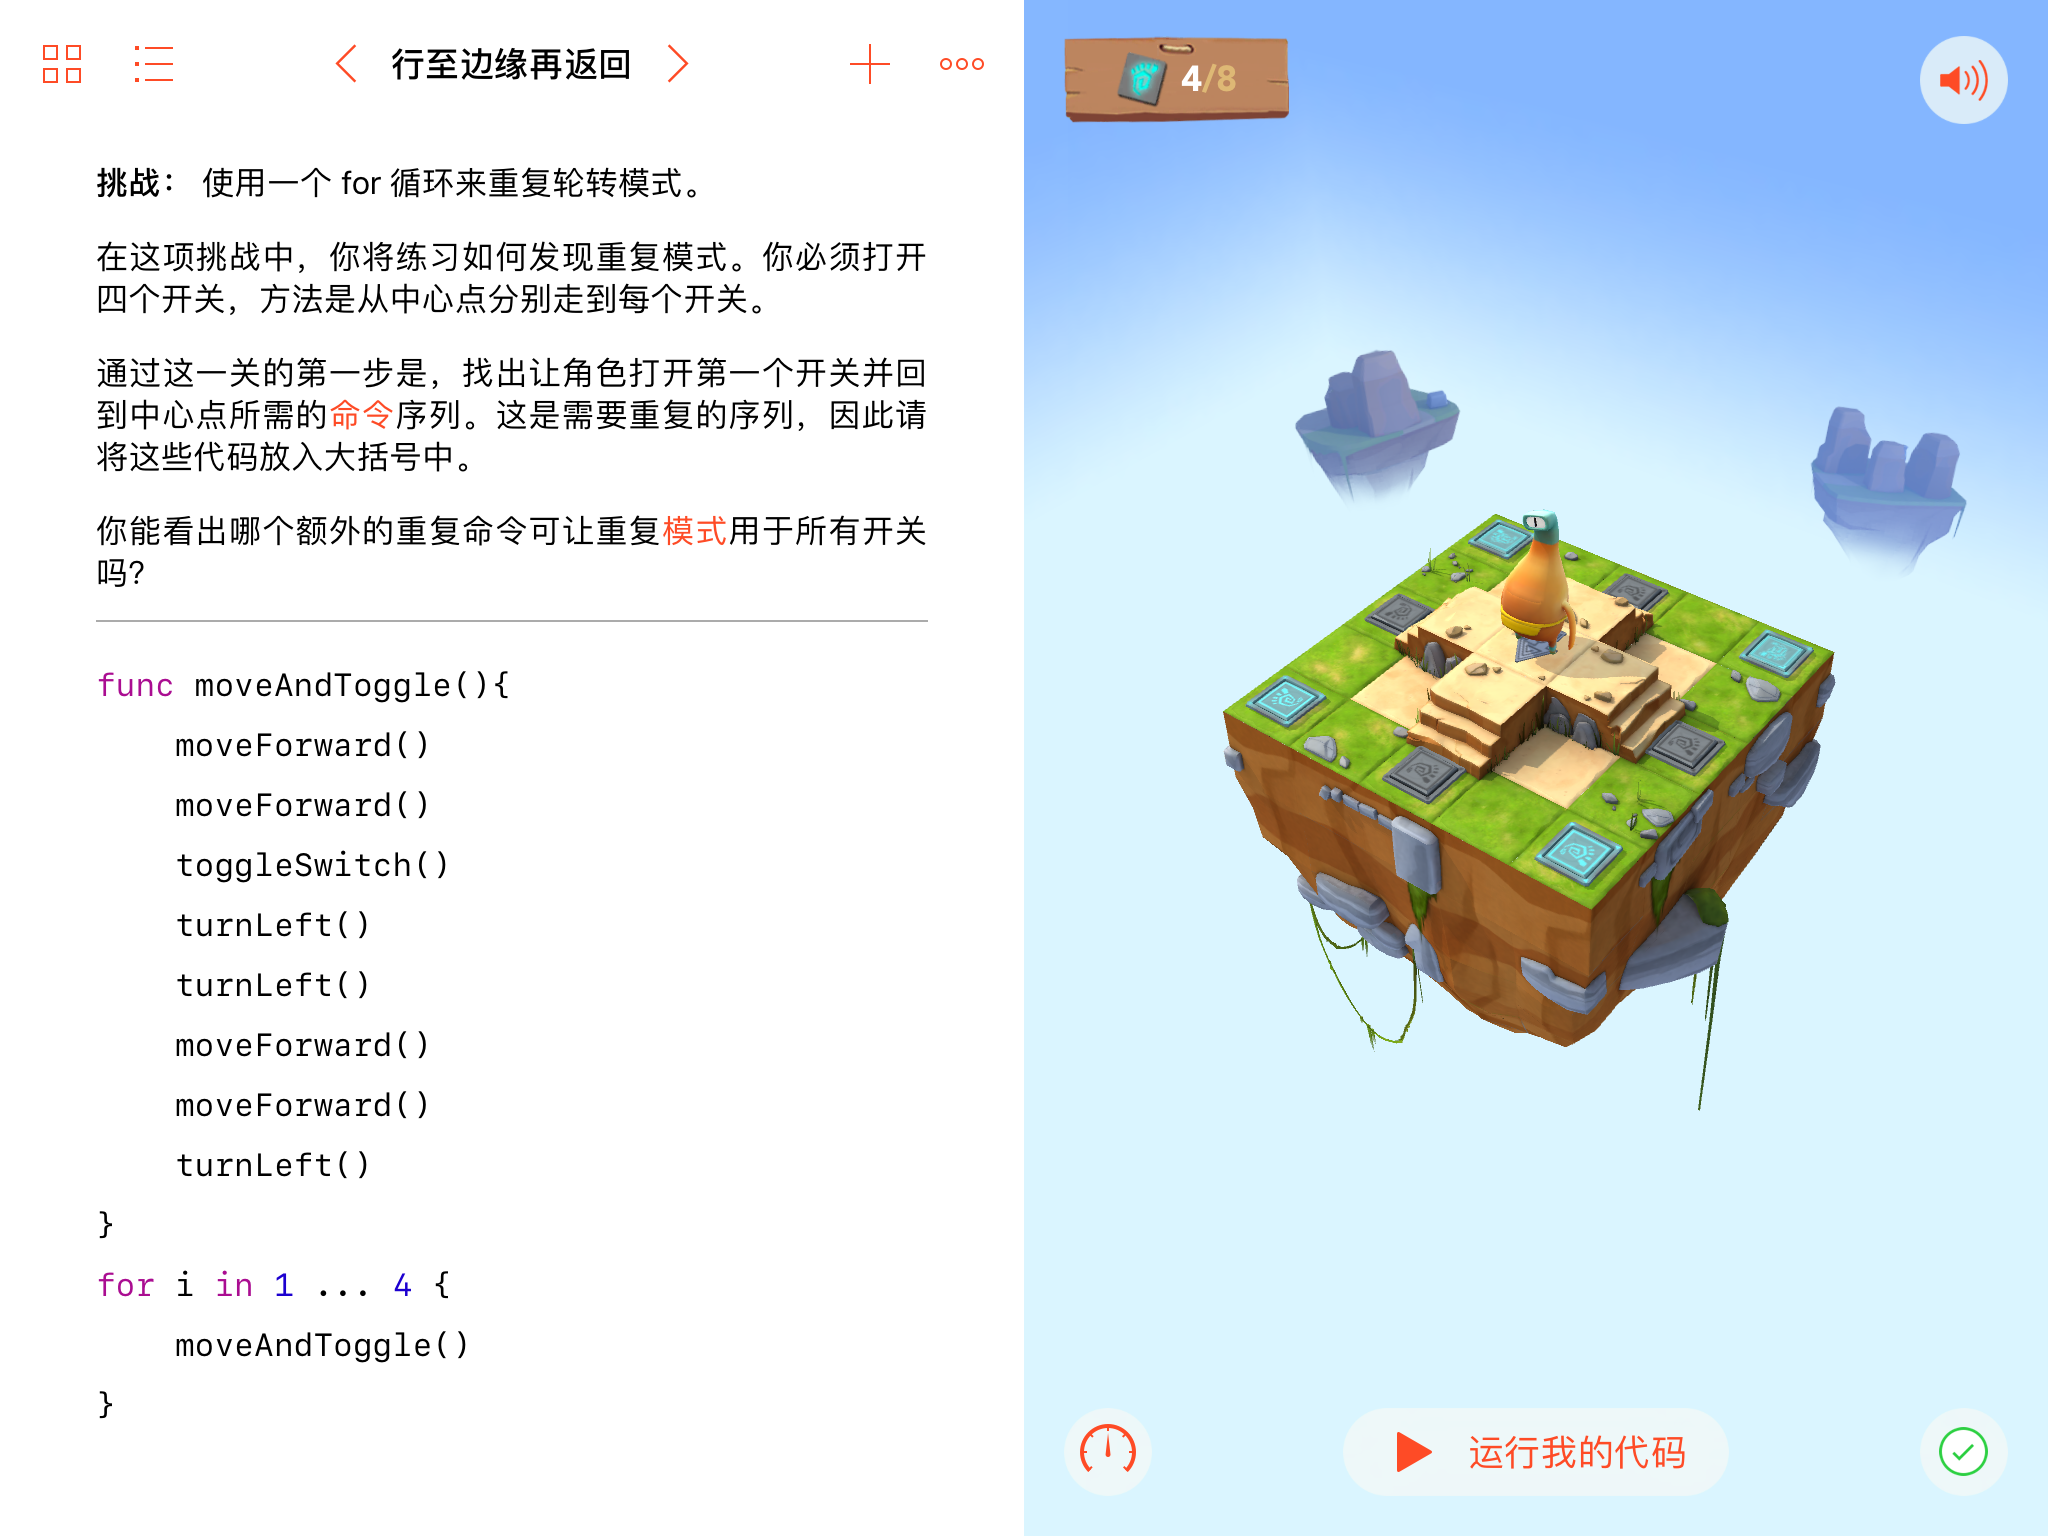 行至边缘再返回
挑战： 使用一个 for 循环来重复轮转模式。
在这项挑战中，你将练习如何发现重复模式。你必须打开
四个开关，方法是从中心点分别走到每个开关。
通过这一关的第一步是，找出让角色打开第一个开关并回
到中心点所需的命令序列。这是需要重复的序列，因此请
将这些代码放入大括号中。
你能看出哪个额外的重复命令可让重复模式用于所有开关
吗？
func moveAndToggle(){
moveForward()
moveForward()
toggleSwitch()
turnLeft()
turnLeft()
moveForward()
moveForward()
turnLeft()
}
for i in 1 ... 4 {
moveAndToggle()
}
4/8
运行我的代码